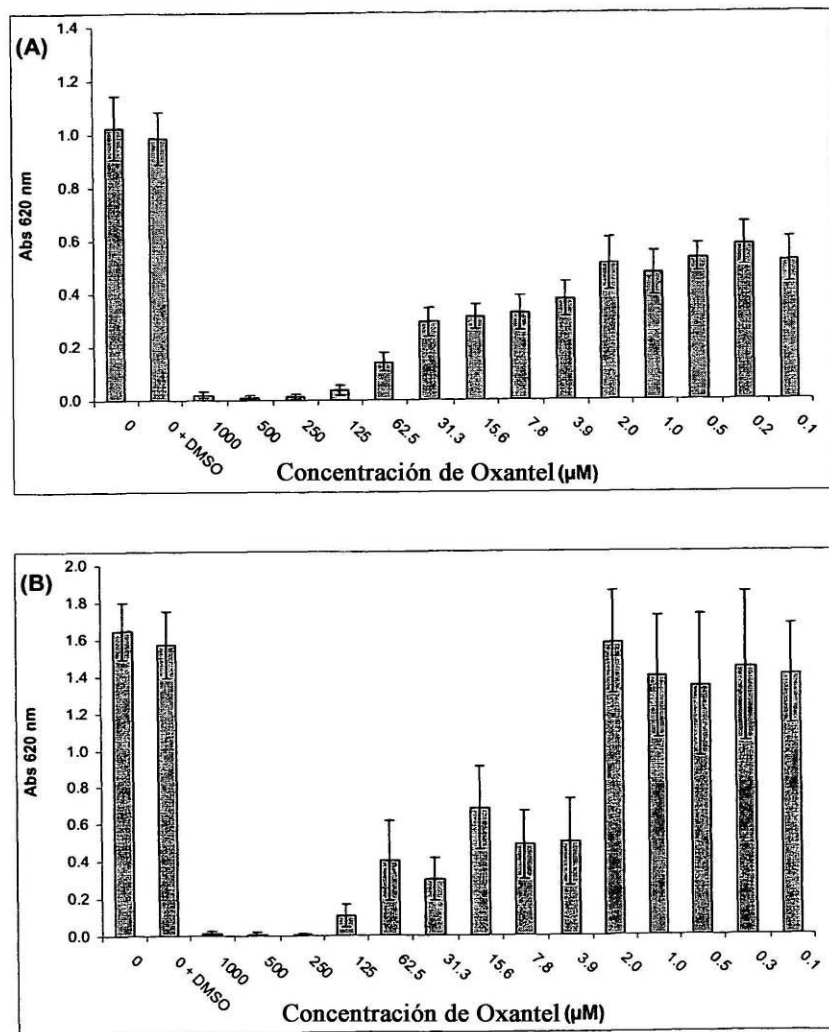 (A)
1.4
1.2
1.0
0.8
0.6
0.4
0.2
0.0
Abs 620 nm
0 0 + DMSO 1000 500 250 125 62.5 31.3 15.6 7.8 3.9 2.0 1.0 0.5 0.2 0.1
Concentración de Oxantel (µM)
(B)
2.0
1.8
1.6
1.4
1.2
1.0
0.8
0.6
0.4
0.2
0.0
Abs 620 nm
0 0 + DMSO 1000 500 250 125 62.5 31.3 15.6 7.8 3.9 2.0 1.0 0.5 0.3 0.1
Concentración de Oxantel (µM)